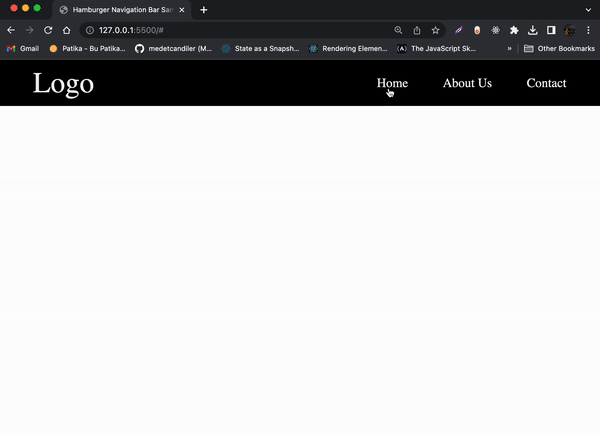 Hamburger Navigation Bar Sam
127.0.0.1:5500/#
Gmail Patika - Bu Patika... medetcandiler (M... State as a Snapsh... Rendering Elemen... The JavaScript Sk... » Other Bookmarks
Logo Home About Us Contact